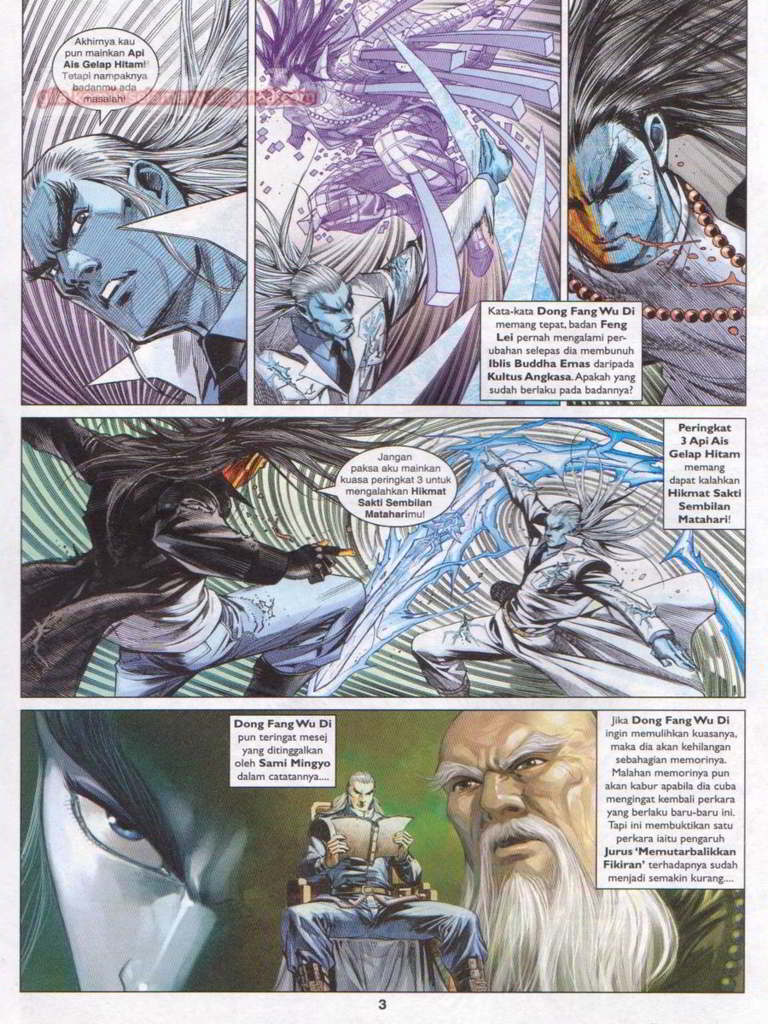 Akhirnya kau
pun mainkan Api
Ais Gelap Hitam!
Tetapi nampaknya
badanmu ada
masalah!
Kata-kata Dong Fang Wu Di
memang tepat, badan Feng
Lei pernah mengalami per-
ubahan selepas dia membunuh
Iblis Buddha Emas daripada
Kultus Angkasa. Apakah yang
sudah berlaku pada badannya?
Jangan
paksa aku mainkan
kuasa peringkat 3 untuk
mengalahkan Hikmat
Sakti Sembilan
Mataharimu!
Peringkat
3 Api Ais
Gelap Hitam
memang
dapat kalahkan
Hikmat Sakti
Sembilan
Matahari!
Dong Fang Wu Di
pun teringat mesej
yang ditinggalkan
oleh Sami Mingyo
dalam catatannya....
Jika Dong Fang Wu Di
ingin memulihkan kuasanya,
maka dia akan kehilangan
sebahagian memorinya.
Malahan memorinya pun
akan kabur apabila dia cuba
mengingat kembali perkara
yang berlaku baru-baru ini.
Tapi ini membuktikan satu
perkara iaitu pengaruh
Jurus 'Memutarbalikkan
Fikiran' terhadapnya sudah
menjadi semakin kurang....
3